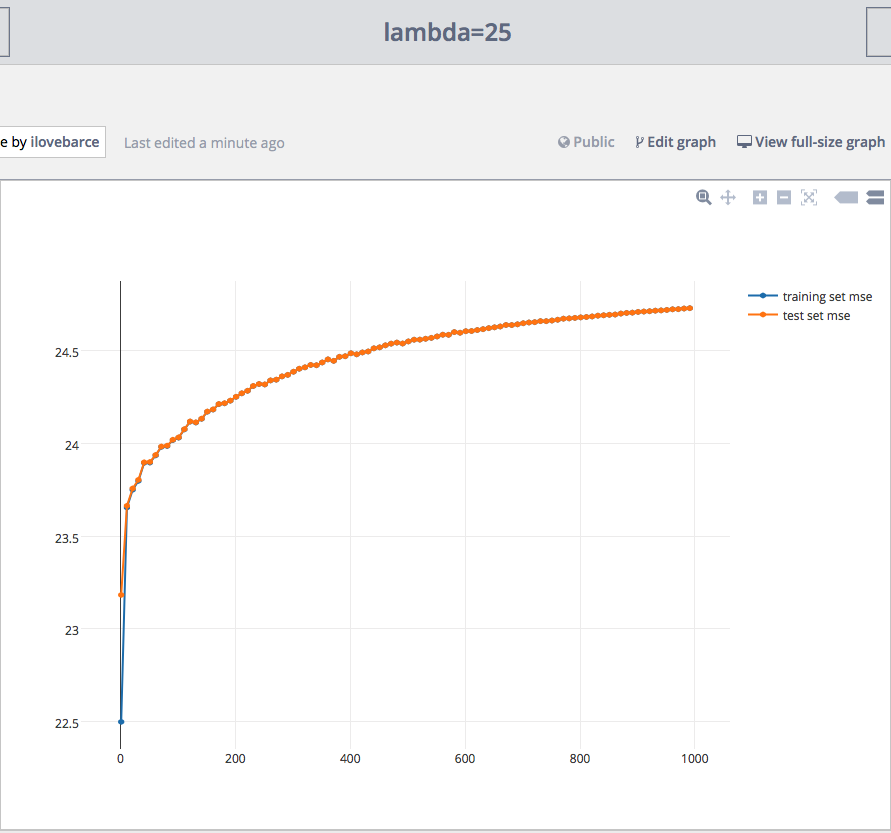 lambda=25
e by ilovebarce
Last edited a minute ago
Public
Edit graph
View full-size graph
training set mse
test set mse
24.5
24
23.5
23
22.5
0
200
400
600
800
1000